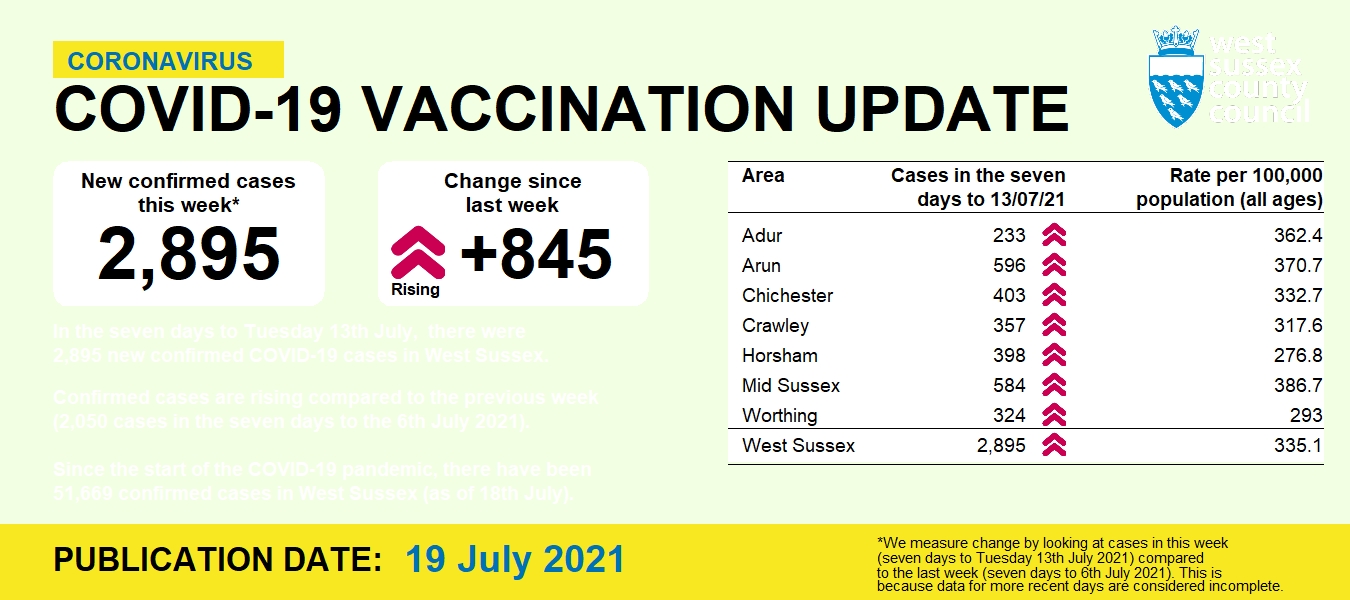 CORONAVIRUS
COVID-19 VACCINATION UPDATE
west
sussex
county
council
New confirmed cases
this week*
2,895
Change since
last week
+845
Rising
In the seven days to Tuesday 13th July, there were
2,895 new confirmed COVID-19 cases in West Sussex.
Confirmed cases are rising compared to the previous week
(2,050 cases in the seven days to the 6th July 2021).
Since the start of the COVID-19 pandemic, there have been
51,669 confirmed cases in West Sussex (as of 18th July).
Area Cases in the seven days to 13/07/21 Rate per 100,000 population (all ages)
Adur 233 362.4
Arun 596 370.7
Chichester 403 332.7
Crawley 357 317.6
Horsham 398 276.8
Mid Sussex 584 386.7
Worthing 324 293
West Sussex 2,895 335.1
PUBLICATION DATE: 19 July 2021
*We measure change by looking at cases in this week
(seven days to Tuesday 13th July 2021) compared
to the last week (seven days to 6th July 2021). This is
because data for more recent days are considered incomplete.